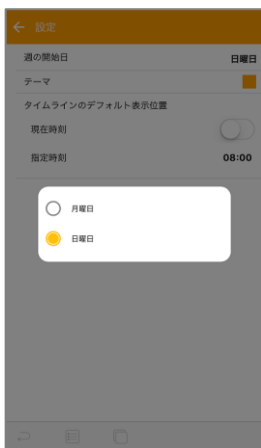 設定
週の開始日 日曜日
テーマ
タイムラインのデフォルト表示位置
現在時刻
指定時刻 08:00
月曜日
日曜日